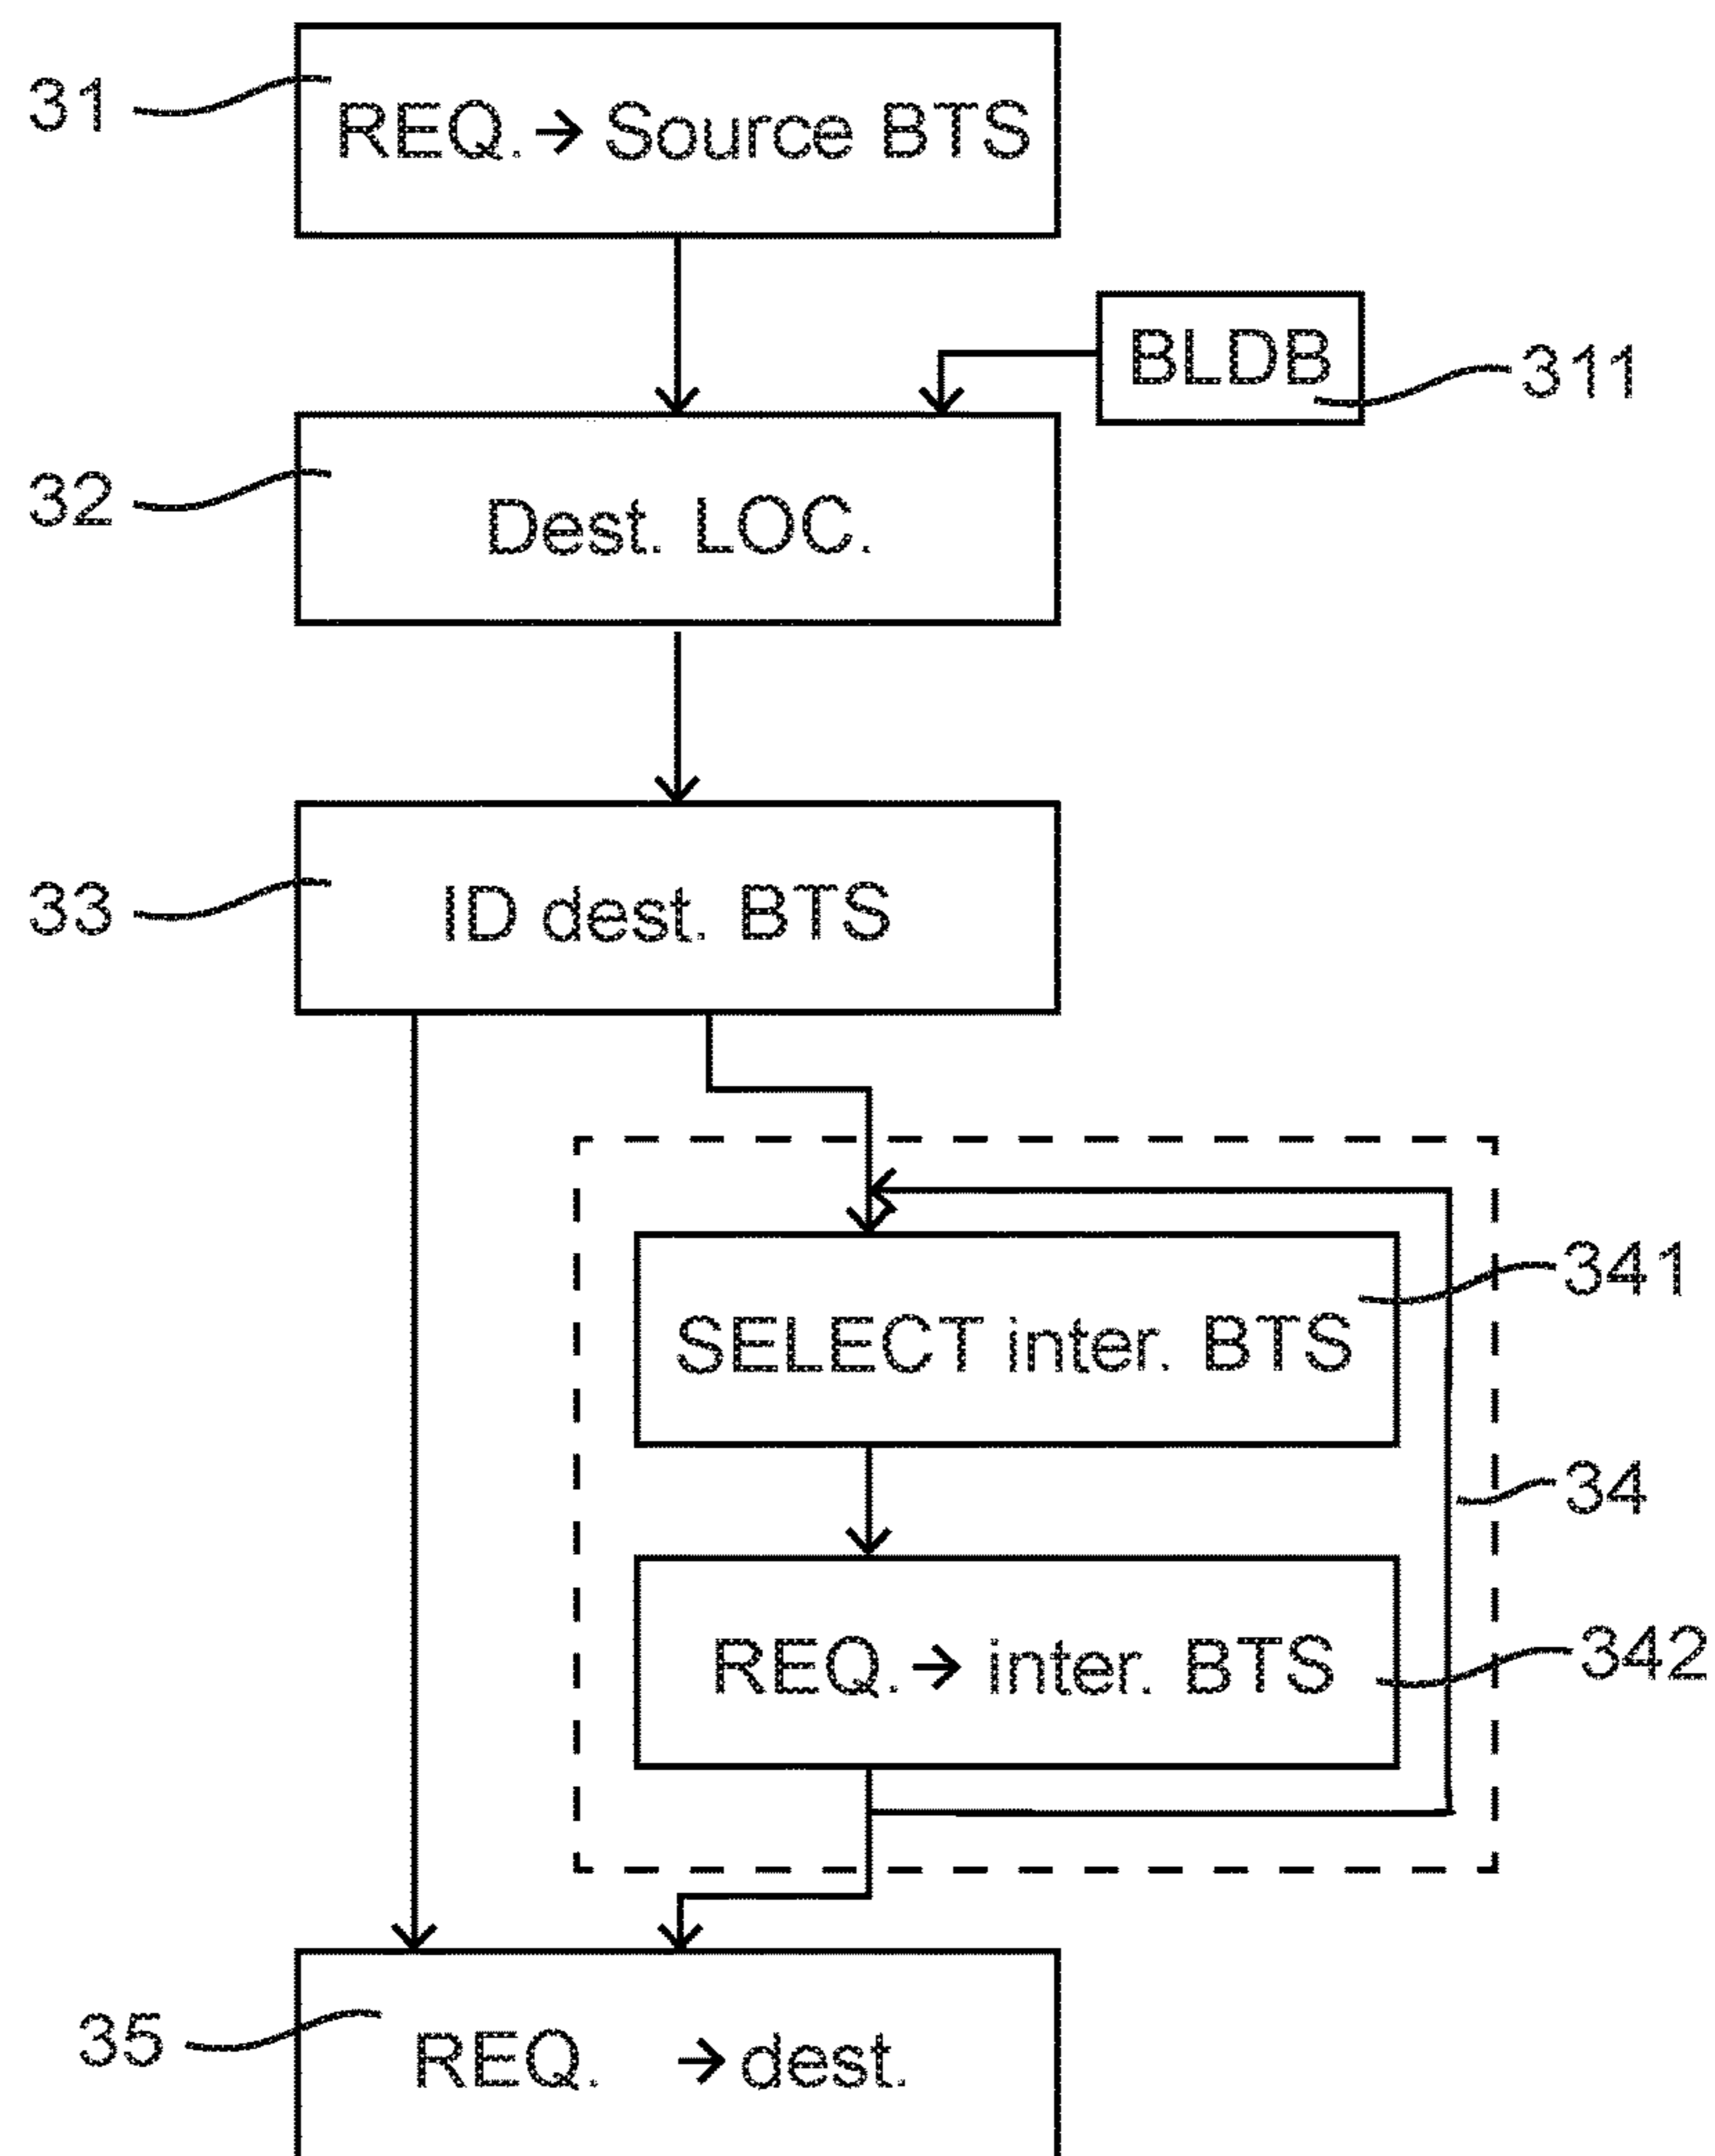 31
REQ. → Source BTS
BLDB
311
32
Dest. LOC.
33
ID dest. BTS
341
SELECT inter. BTS
34
REQ. → inter. BTS
342
35
REQ. → dest.